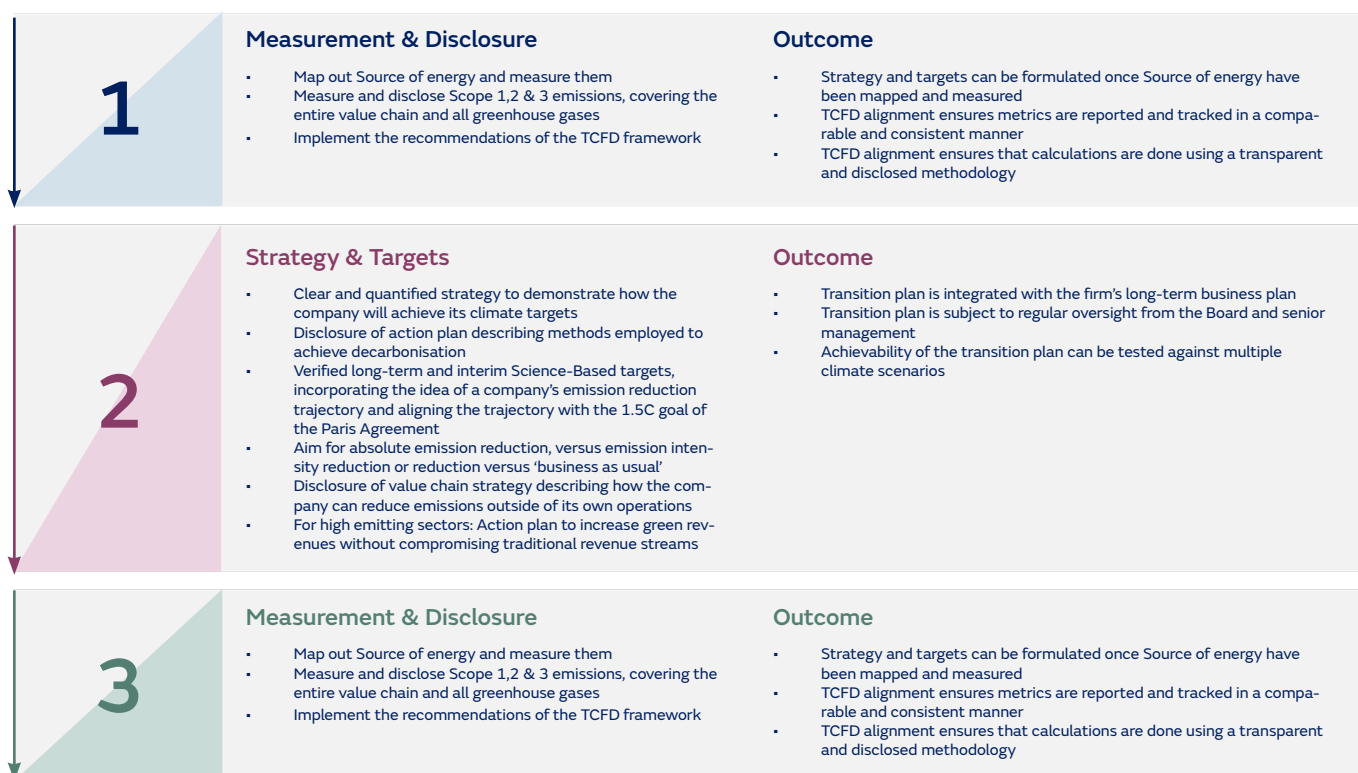 1
Measurement & Disclosure
▪ Map out Source of energy and measure them
▪ Measure and disclose Scope 1,2 & 3 emissions, covering the
entire value chain and all greenhouse gases
▪ Implement the recommendations of the TCFD framework
Outcome
▪ Strategy and targets can be formulated once Source of energy have
been mapped and measured
▪ TCFD alignment ensures metrics are reported and tracked in a compa-
rable and consistent manner
▪ TCFD alignment ensures that calculations are done using a transparent
and disclosed methodology
2
Strategy & Targets
▪ Clear and quantified strategy to demonstrate how the
company will achieve its climate targets
▪ Disclosure of action plan describing methods employed to
achieve decarbonisation
▪ Verified long-term and interim Science-Based targets,
incorporating the idea of a company's emission reduction
trajectory and aligning the trajectory with the 1.5C goal of
the Paris Agreement
▪ Aim for absolute emission reduction, versus emission inten-
sity reduction or reduction versus ‘business as usual’
▪ Disclosure of value chain strategy describing how the com-
pany can reduce emissions outside of its own operations
▪ For high emitting sectors: Action plan to increase green rev-
enues without compromising traditional revenue streams
Outcome
▪ Transition plan is integrated with the firm’s long-term business plan
▪ Transition plan is subject to regular oversight from the Board and senior
management
▪ Achievability of the transition plan can be tested against multiple
climate scenarios
3
Measurement & Disclosure
▪ Map out Source of energy and measure them
▪ Measure and disclose Scope 1,2 & 3 emissions, covering the
entire value chain and all greenhouse gases
▪ Implement the recommendations of the TCFD framework
Outcome
▪ Strategy and targets can be formulated once Source of energy have
been mapped and measured
▪ TCFD alignment ensures metrics are reported and tracked in a compa-
rable and consistent manner
▪ TCFD alignment ensures that calculations are done using a transparent
and disclosed methodology